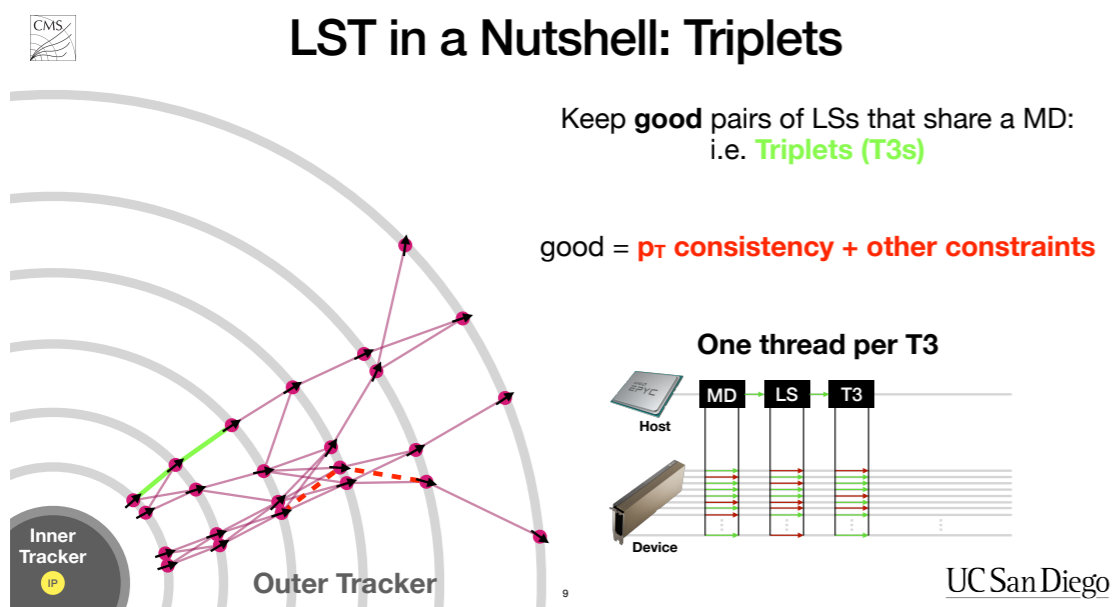 CMS
LST in a Nutshell: Triplets
Keep good pairs of LSs that share a MD:
i.e. Triplets (T3s)
good = pT consistency + other constraints
One thread per T3
EPYC
MD
LS
T3
Host
Device
Inner
Tracker
IP
Outer Tracker
9
UC San Diego